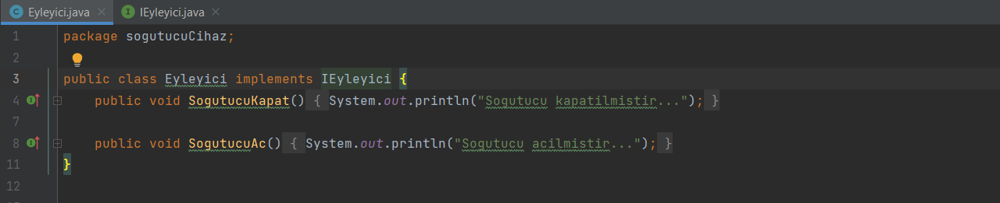 Eyleyici.java IEyleyici.java
1 package sogutucuCihaz;
2
3 public class Eyleyici implements IEyleyici {
4 public void SogutucuKapat() { System.out.println("Sogutucu kapatilmistir..."); }
7
8 public void SogutucuAc() { System.out.println("Sogutucu acilmistir..."); }
11 }
12